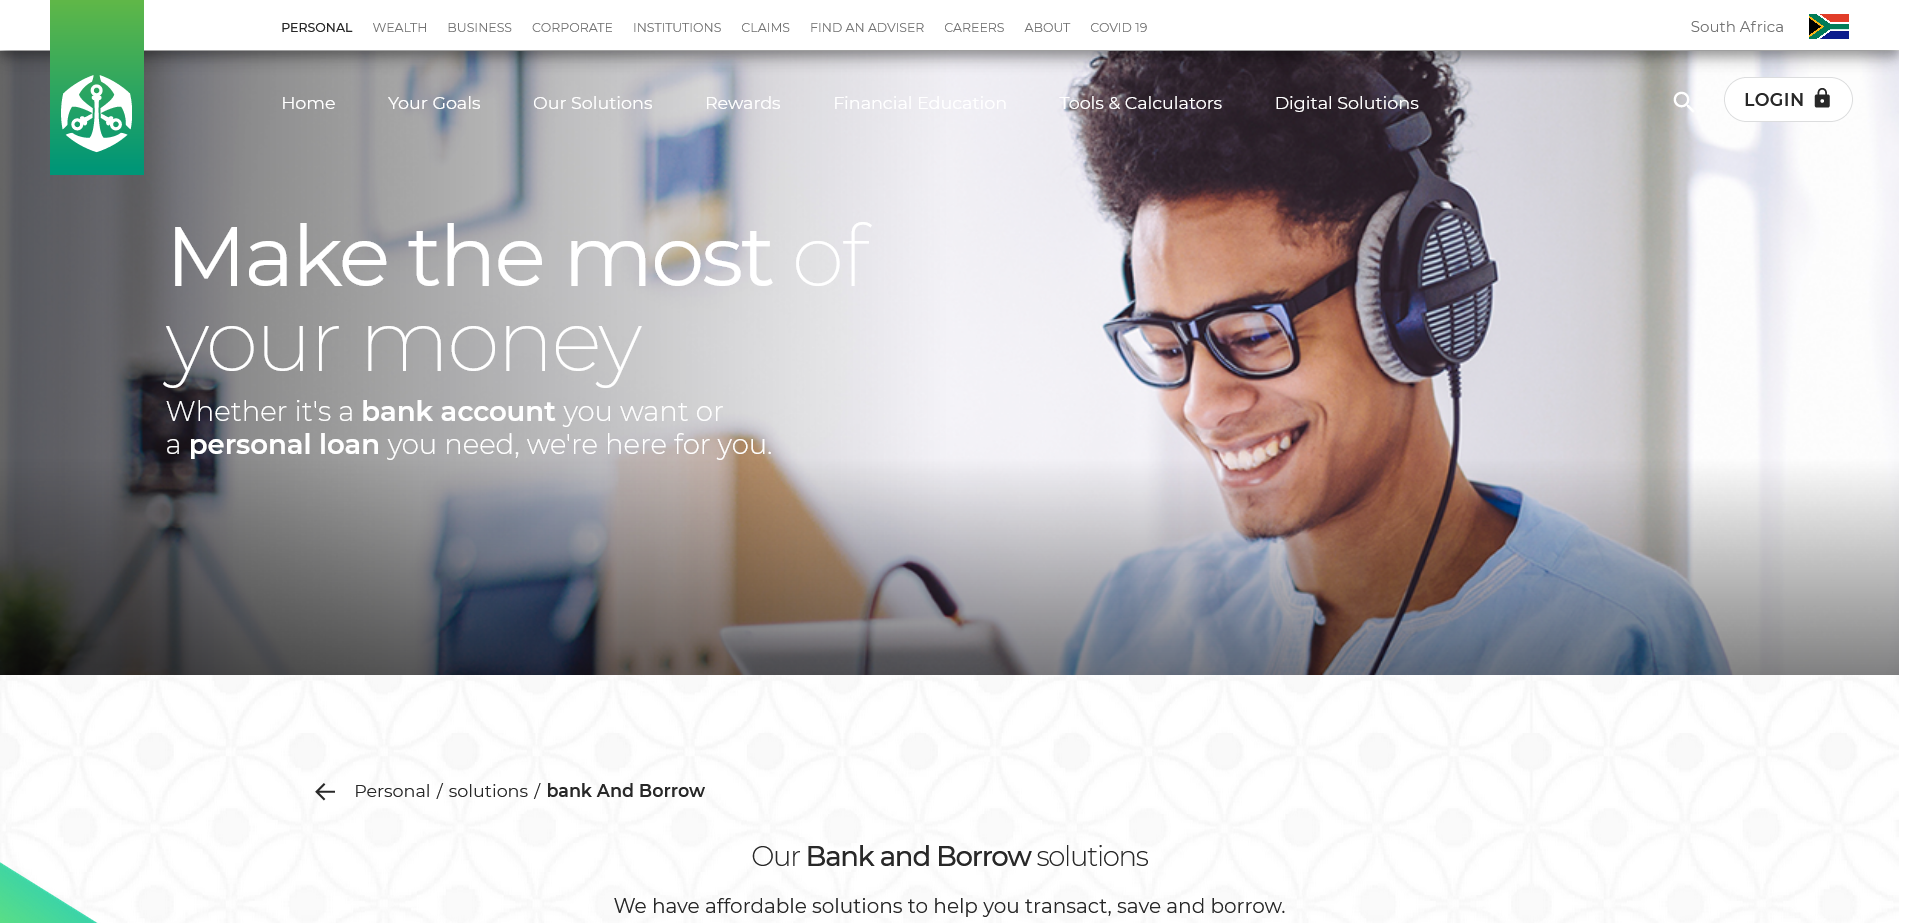 PERSONAL WEALTH BUSINESS CORPORATE INSTITUTIONS CLAIMS FIND AN ADVISER CAREERS ABOUT COVID 19 South Africa
Home Your Goals Our Solutions Rewards Financial Education Tools & Calculators Digital Solutions LOGIN
Make the most of
your money
Whether it's a bank account you want or
a personal loan you need, we're here for you.
Personal / solutions / bank And Borrow
Our Bank and Borrow solutions
We have affordable solutions to help you transact, save and borrow.